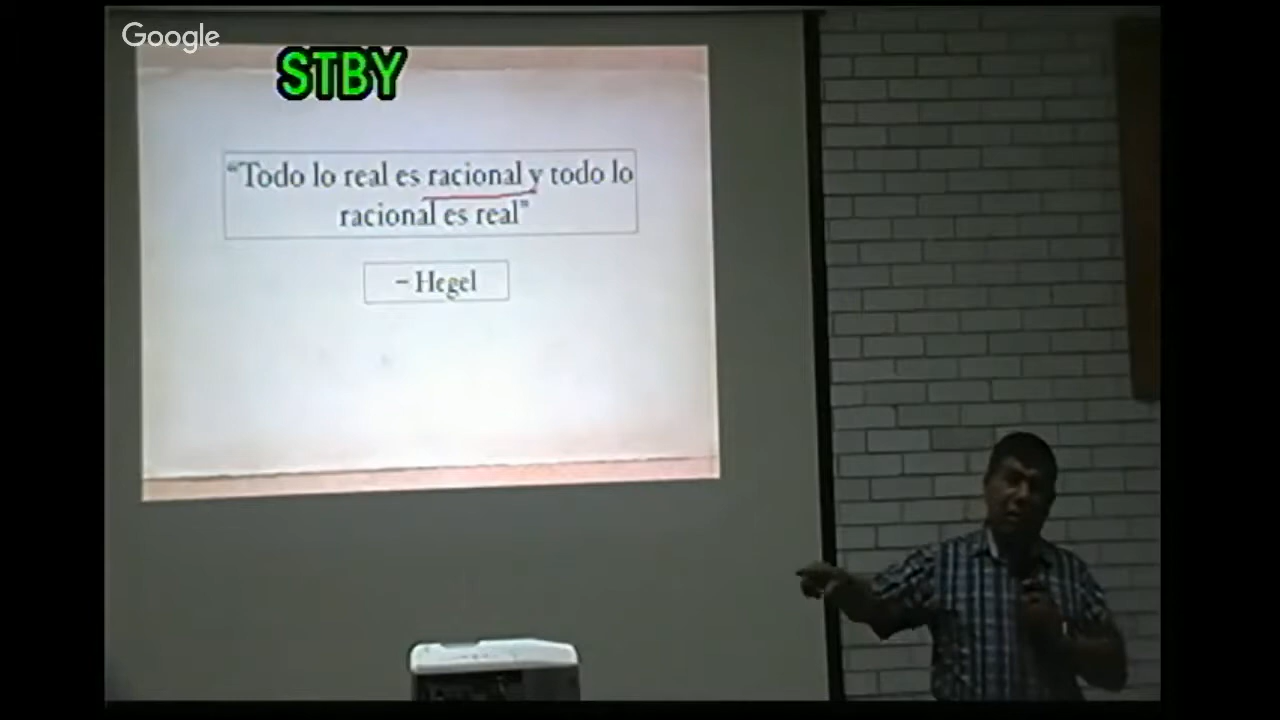 Google
STBY
“Todo lo real es racional y todo lo
racional es real”
– Hegel